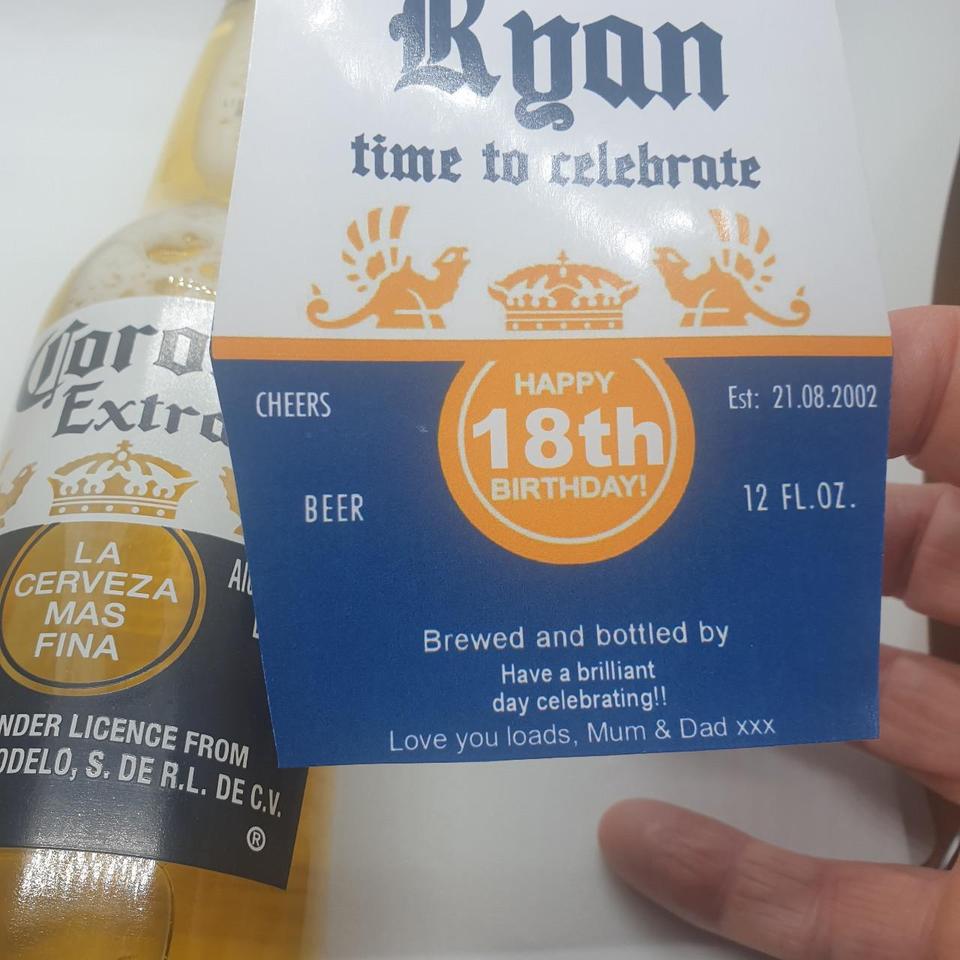 Ryan
time to celebrate
CHEERS
HAPPY
18th
BIRTHDAY!
Est: 21.08.2002
BEER
12 FL.OZ.
Brewed and bottled by
Have a brilliant
day celebrating!!
Love you loads, Mum & Dad xxx
Coro
Extra
LA
CERVEZA
MAS
FINA
NDER LICENCE FROM
ODELO, S. DE R.L. DE C.V.
®